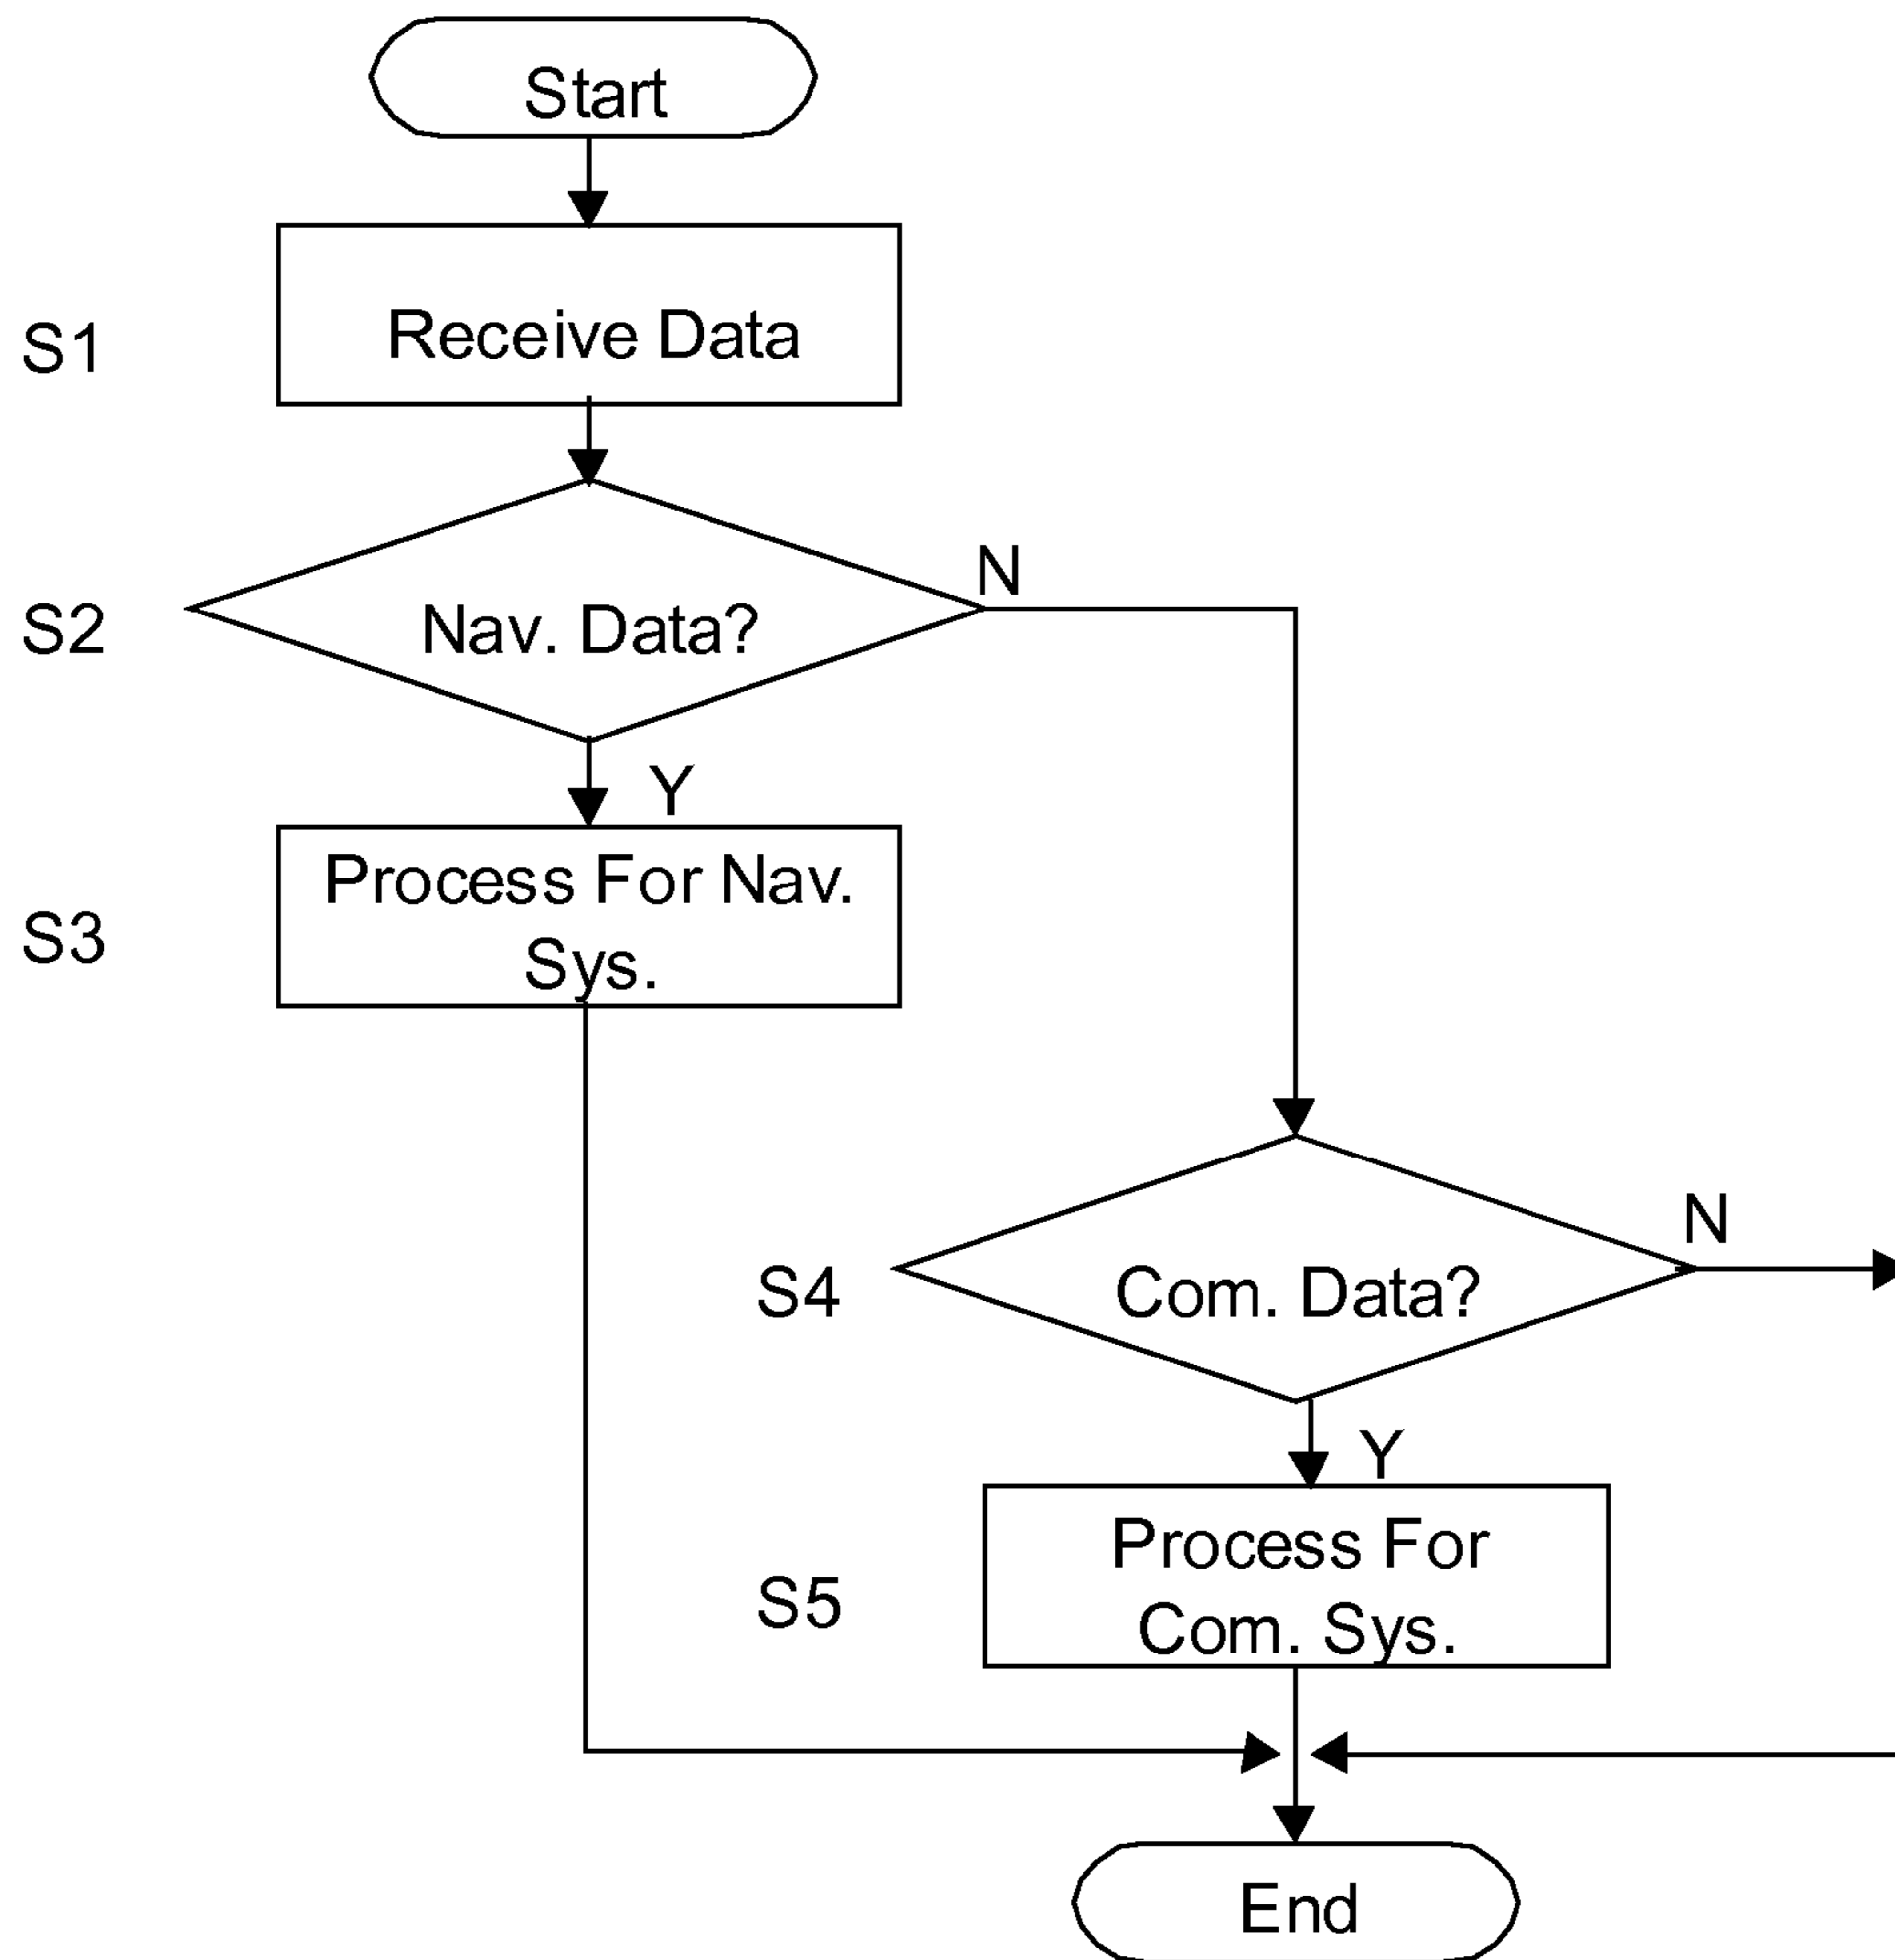 Start
S1
Receive Data
N
S2
Nav. Data?
Y
S3
Process For Nav.
Sys.
N
S4
Com. Data?
Y
S5
Process For
Com. Sys.
End